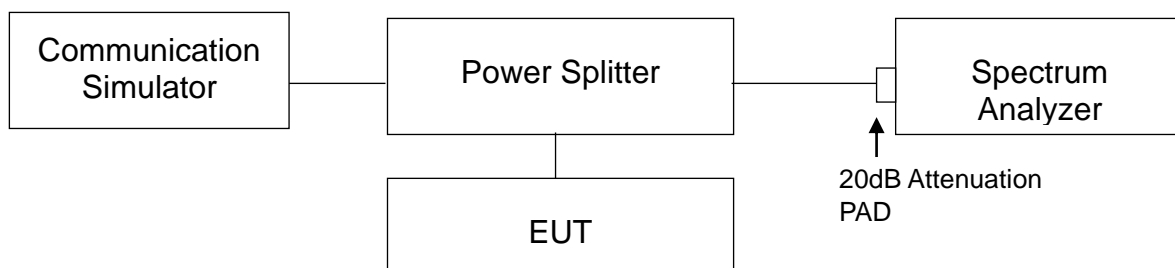 Communication
Simulator
Power Splitter
Spectrum
Analyzer
20dB Attenuation
PAD
EUT